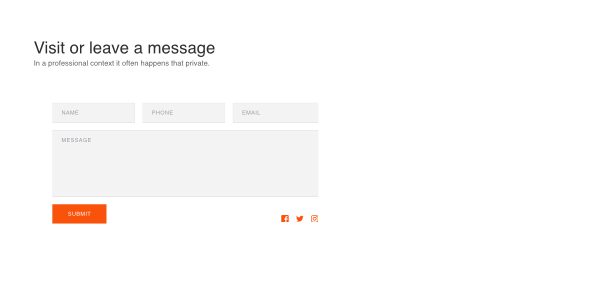 Visit or leave a message
In a professional context it often happens that private.
NAME PHONE EMAIL
MESSAGE
SUBMIT